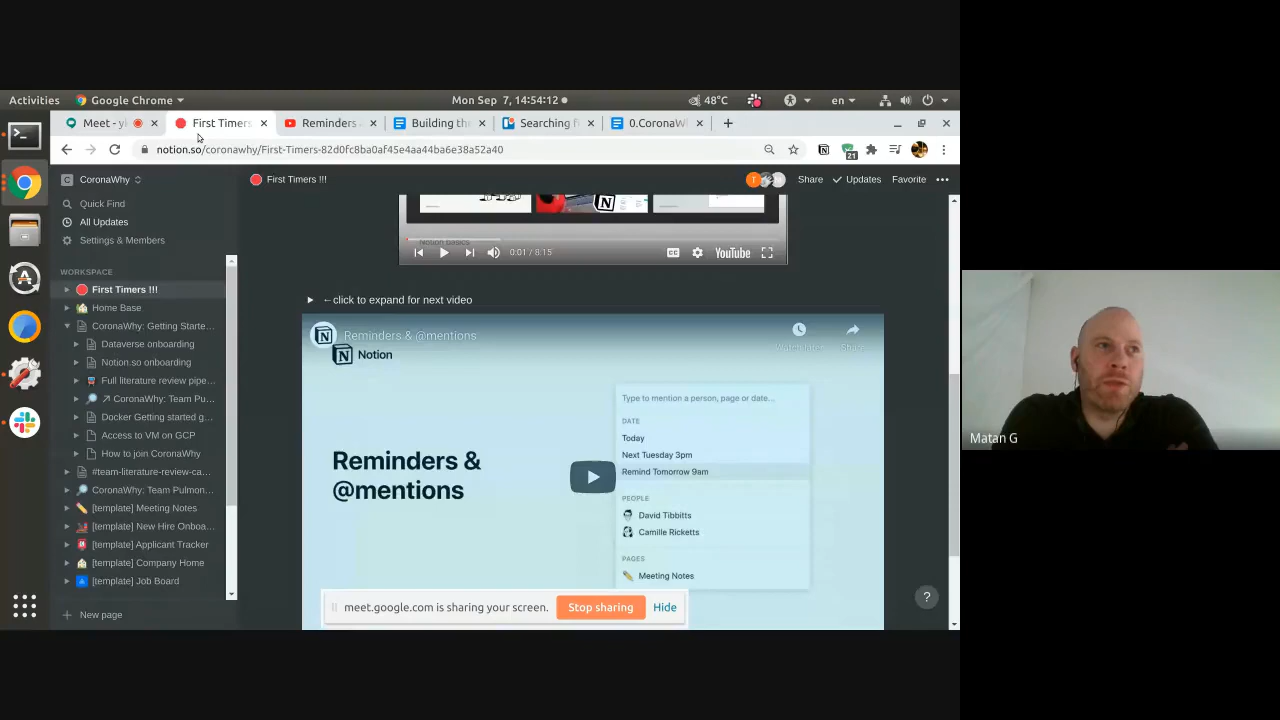 Activities
Google Chrome
Mon Sep 7, 14:54:12
48°C
en
Meet - y
First Timers
Reminders
Building the
Searching f
0.CoronaWh
notion.so/coronawhy/First-Timers-82d0fc8ba0af45e4aa44ba6e38a52a40
21
C CoronaWhy
First Timers !!!
T
Share
Updates
Favorite
Quick Find
All Updates
Settings & Members
WORKSPACE
First Timers !!!
Home Base
CoronaWhy: Getting Starte...
Dataverse onboarding
Notion.so onboarding
Full literature review pipe...
CoronaWhy: Team Pu...
Docker Getting started g...
Access to VM on GCP
How to join CoronaWhy
#team-literature-review-ca...
CoronaWhy: Team Pulmon...
[template] Meeting Notes
[template] New Hire Onboa...
[template] Applicant Tracker
[template] Company Home
[template] Job Board
New page
Notion Basics
0:01 / 8:15
CC
YouTube
←click to expand for next video
Reminders & @mentions
Watch later
Share
Notion
Reminders &
@mentions
Type to mention a person, page or date...
DATE
Today
Next Tuesday 3pm
Remind Tomorrow 9am
PEOPLE
David Tibbitts
Camille Ricketts
PAGES
Meeting Notes
meet.google.com is sharing your screen.
Stop sharing
Hide
?
Matan G